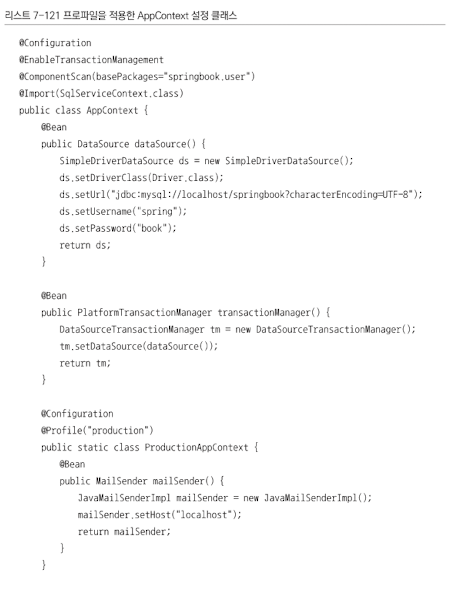 리스트 7-121 프로파일을 적용한 AppContext 설정 클래스
@Configuration
@EnableTransactionManagement
@ComponentScan(basePackages="springbook.user")
@Import(SqlServiceContext.class)
public class AppContext {
@Bean
public DataSource dataSource() {
SimpleDriverDataSource ds = new SimpleDriverDataSource();
ds.setDriverClass(Driver.class);
ds.setUrl("jdbc:mysql://localhost/springbook?characterEncoding=UTF-8");
ds.setUsername("spring");
ds.setPassword("book");
return ds;
}
@Bean
public PlatformTransactionManager transactionManager() {
DataSourceTransactionManager tm = new DataSourceTransactionManager();
tm.setDataSource(dataSource());
return tm;
}
@Configuration
@Profile("production")
public static class ProductionAppContext {
@Bean
public MailSender mailSender() {
JavaMailSenderImpl mailSender = new JavaMailSenderImpl();
mailSender.setHost("localhost");
return mailSender;
}
}